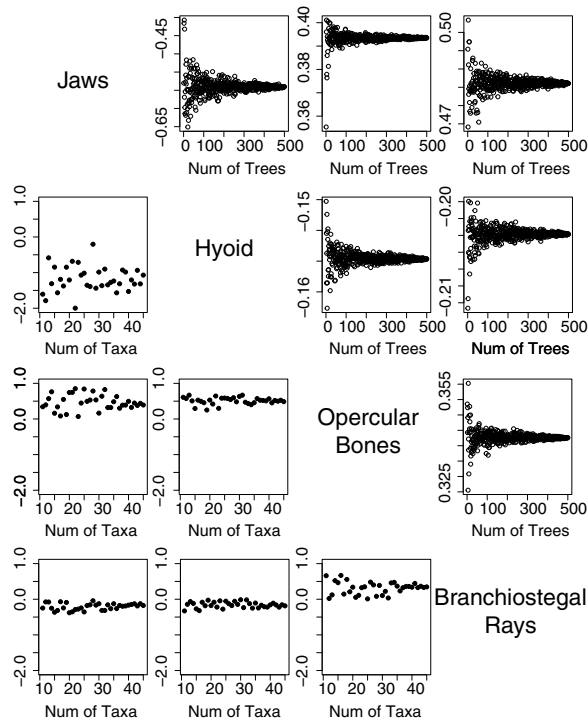 Jaws
-0.45
-0.65
0 100 300 500
Num of Trees
0.40
0.38
0.36
0 100 300 500
Num of Trees
0.50
0.47
0 100 300 500
Num of Trees
1.0
0.0
-2.0
10 20 30 40
Num of Taxa
Hyoid
-0.15
-0.16
0 100 300 500
Num of Trees
-0.20
-0.21
0 100 300 500
Num of Trees
1.0
0.0
-2.0
10 20 30 40
Num of Taxa
1.0
0.0
-2.0
10 20 30 40
Num of Taxa
Opercular
Bones
0.355
0.325
0 100 300 500
Num of Trees
1.0
0.0
-2.0
10 20 30 40
Num of Taxa
1.0
0.0
-2.0
10 20 30 40
Num of Taxa
1.0
0.0
-2.0
10 20 30 40
Num of Taxa
Branchiostegal
Rays